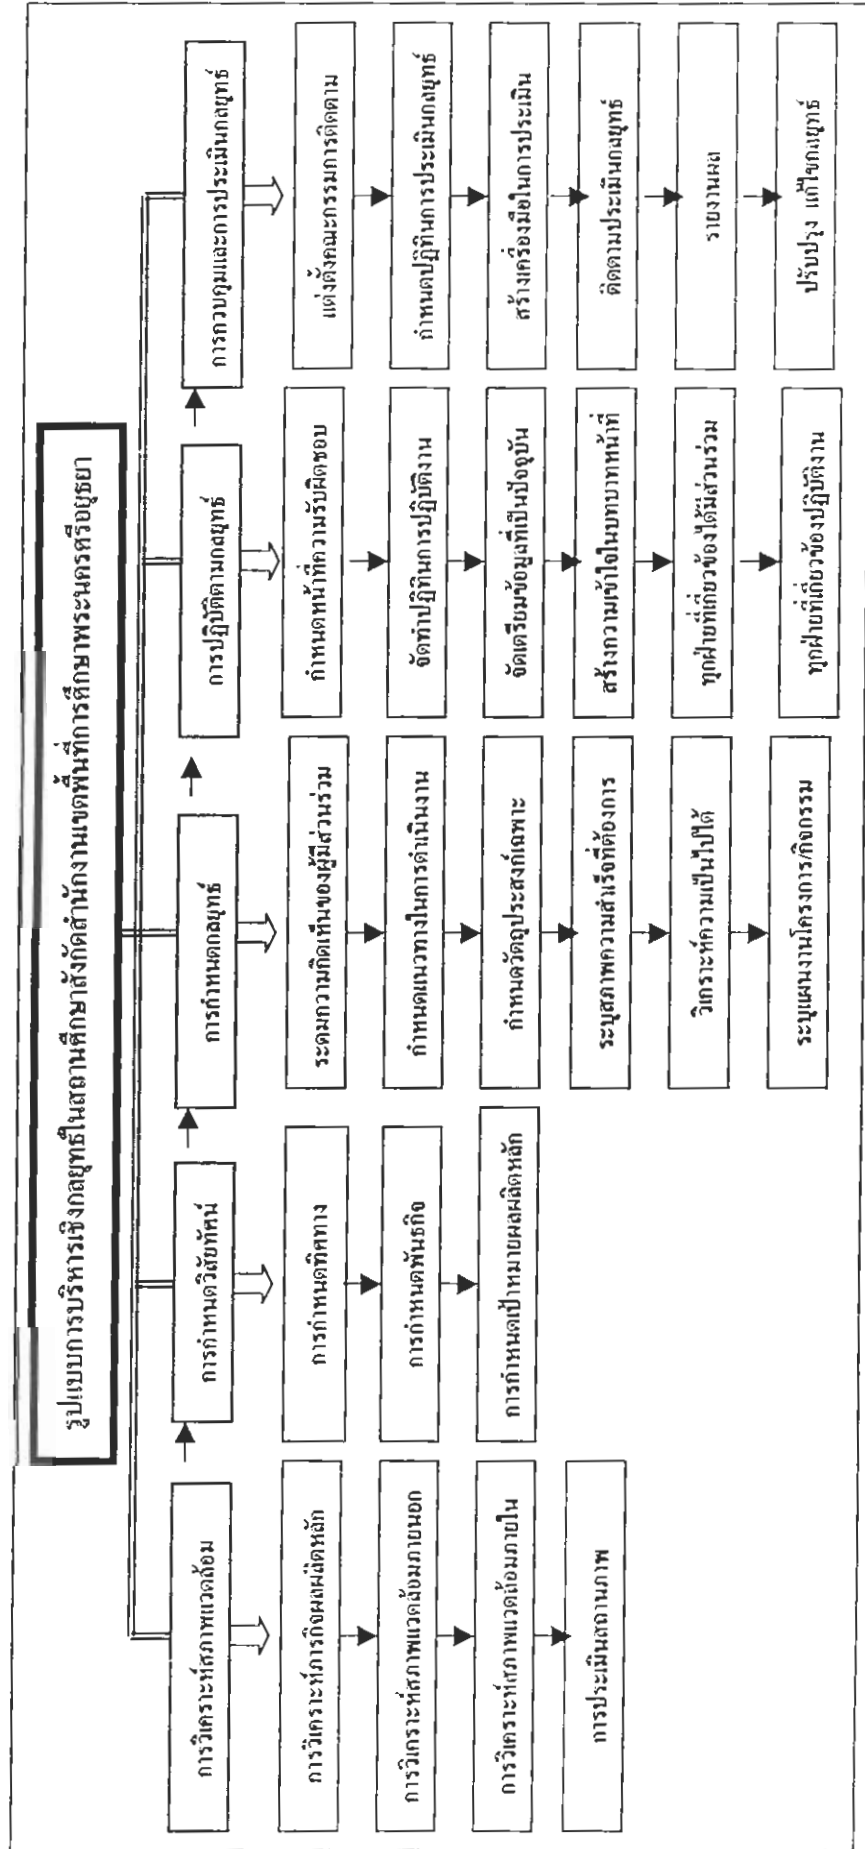 รูปแบบการบริหารเชิงกลยุทธ์ในสถานศึกษาสังกัดสำนักงานเขตพื้นที่การศึกษาพระนครศรีอยุธยา
การวิเคราะห์สภาพแวดล้อม
การวิเคราะห์ภารกิจผลผลิตหลัก
การวิเคราะห์สภาพแวดล้อมภายนอก
การวิเคราะห์สภาพแวดล้อมภายใน
การประเมินสถานภาพ
การกำหนดวิสัยทัศน์
การกำหนดทิศทาง
การกำหนดพันธกิจ
การกำหนดเป้าหมายผลผลิตหลัก
การกำหนดกลยุทธ์
ระดมความคิดเห็นของผู้มีส่วนร่วม
กำหนดแนวทางในการดำเนินงาน
กำหนดวัตถุประสงค์เฉพาะ
ระบุสภาพความสำเร็จที่ต้องการ
วิเคราะห์ความเป็นไปได้
ระบุแผนงานโครงการ/กิจกรรม
การปฏิบัติตามกลยุทธ์
กำหนดหน้าที่ความรับผิดชอบ
จัดทำปฏิทินการปฏิบัติงาน
จัดเตรียมข้อมูลที่เป็นปัจจุบัน
สร้างความเข้าใจในบทบาทหน้าที่
ทุกฝ่ายที่เกี่ยวข้องได้มีส่วนร่วม
ทุกฝ่ายที่เกี่ยวข้องปฏิบัติงาน
การควบคุมและการประเมินกลยุทธ์
แต่งตั้งคณะกรรมการติดตาม
กำหนดปฏิทินการประเมินกลยุทธ์
สร้างเครื่องมือในการประเมิน
ติดตามประเมินกลยุทธ์
รายงานผล
ปรับปรุง แก้ไขกลยุทธ์